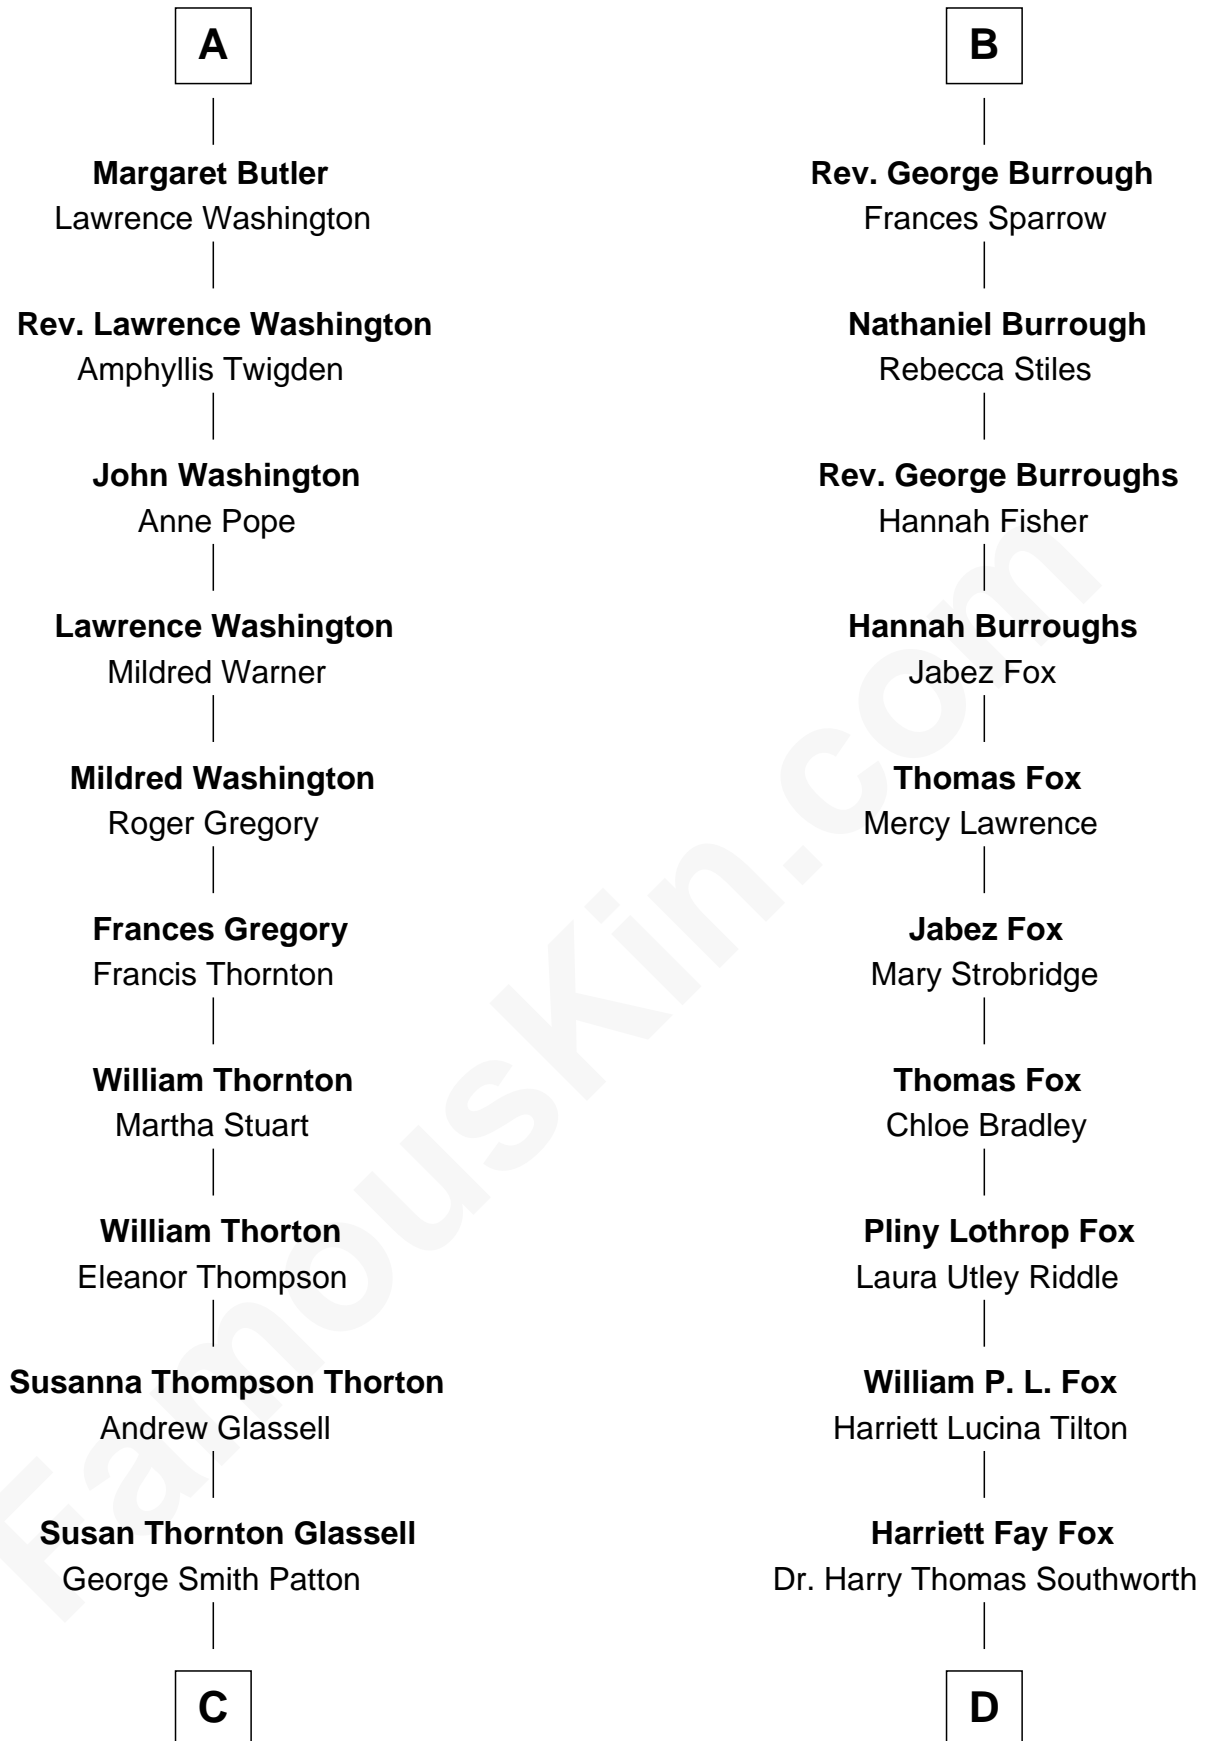 A
Margaret Butler
Lawrence Washington
Rev. Lawrence Washington
Amphyllis Twigden
John Washington
Anne Pope
Lawrence Washington
Mildred Warner
Mildred Washington
Roger Gregory
Frances Gregory
Francis Thornton
William Thornton
Martha Stuart
William Thorton
Eleanor Thompson
Susanna Thompson Thorton
Andrew Glassell
Susan Thornton Glassell
George Smith Patton
C
B
Rev. George Burrough
Frances Sparrow
Nathaniel Burrough
Rebecca Stiles
Rev. George Burroughs
Hannah Fisher
Hannah Burroughs
Jabez Fox
Thomas Fox
Mercy Lawrence
Jabez Fox
Mary Strobridge
Thomas Fox
Chloe Bradley
Pliny Lothrop Fox
Laura Utley Riddle
William P. L. Fox
Harriett Lucina Tilton
Harriett Fay Fox
Dr. Harry Thomas Southworth
D
FamousKin.com